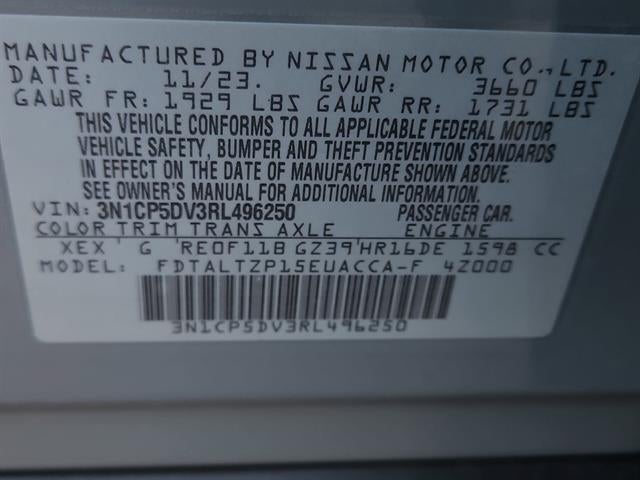 MANUFACTURED BY NISSAN MOTOR CO., LTD.
DATE: 11/23. GVWR: 3660 LBS
GAWR FR: 1929 LBS GAWR RR: 1731 LBS
THIS VEHICLE CONFORMS TO ALL APPLICABLE FEDERAL MOTOR
VEHICLE SAFETY, BUMPER AND THEFT PREVENTION STANDARDS
IN EFFECT ON THE DATE OF MANUFACTURE SHOWN ABOVE.
SEE OWNER'S MANUAL FOR ADDITIONAL INFORMATION.
VIN: 3N1CP5DV3RL496250 PASSENGER CAR.
COLOR TRIM TRANS AXLE ENGINE
XEX G RE0F11B GZ39 HR16DE 1598 CC
MODEL: FDTALTZP15EUACCA-F 4Z000
3N1CP5DV3RL496250